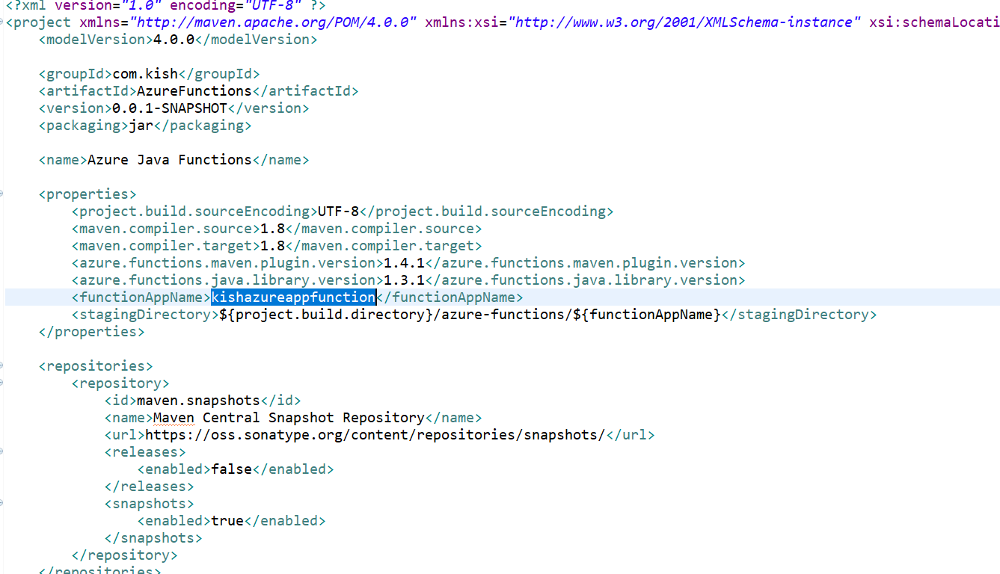 <?xml version="1.0" encoding="UTF-8" ?>
<project xmlns="http://maven.apache.org/POM/4.0.0" xmlns:xsi="http://www.w3.org/2001/XMLSchema-instance" xsi:schemaLocati
<modelVersion>4.0.0</modelVersion>
<groupId>com.kish</groupId>
<artifactId>AzureFunctions</artifactId>
<version>0.0.1-SNAPSHOT</version>
<packaging>jar</packaging>
<name>Azure Java Functions</name>
<properties>
<project.build.sourceEncoding>UTF-8</project.build.sourceEncoding>
<maven.compiler.source>1.8</maven.compiler.source>
<maven.compiler.target>1.8</maven.compiler.target>
<azure.functions.maven.plugin.version>1.4.1</azure.functions.maven.plugin.version>
<azure.functions.java.library.version>1.3.1</azure.functions.java.library.version>
<functionAppName>kishazureappfunction</functionAppName>
<stagingDirectory>${project.build.directory}/azure-functions/${functionAppName}</stagingDirectory>
</properties>
<repositories>
<repository>
<id>maven.snapshots</id>
<name>Maven Central Snapshot Repository</name>
<url>https://oss.sonatype.org/content/repositories/snapshots/</url>
<releases>
<enabled>false</enabled>
</releases>
<snapshots>
<enabled>true</enabled>
</snapshots>
</repository>
</repositories>